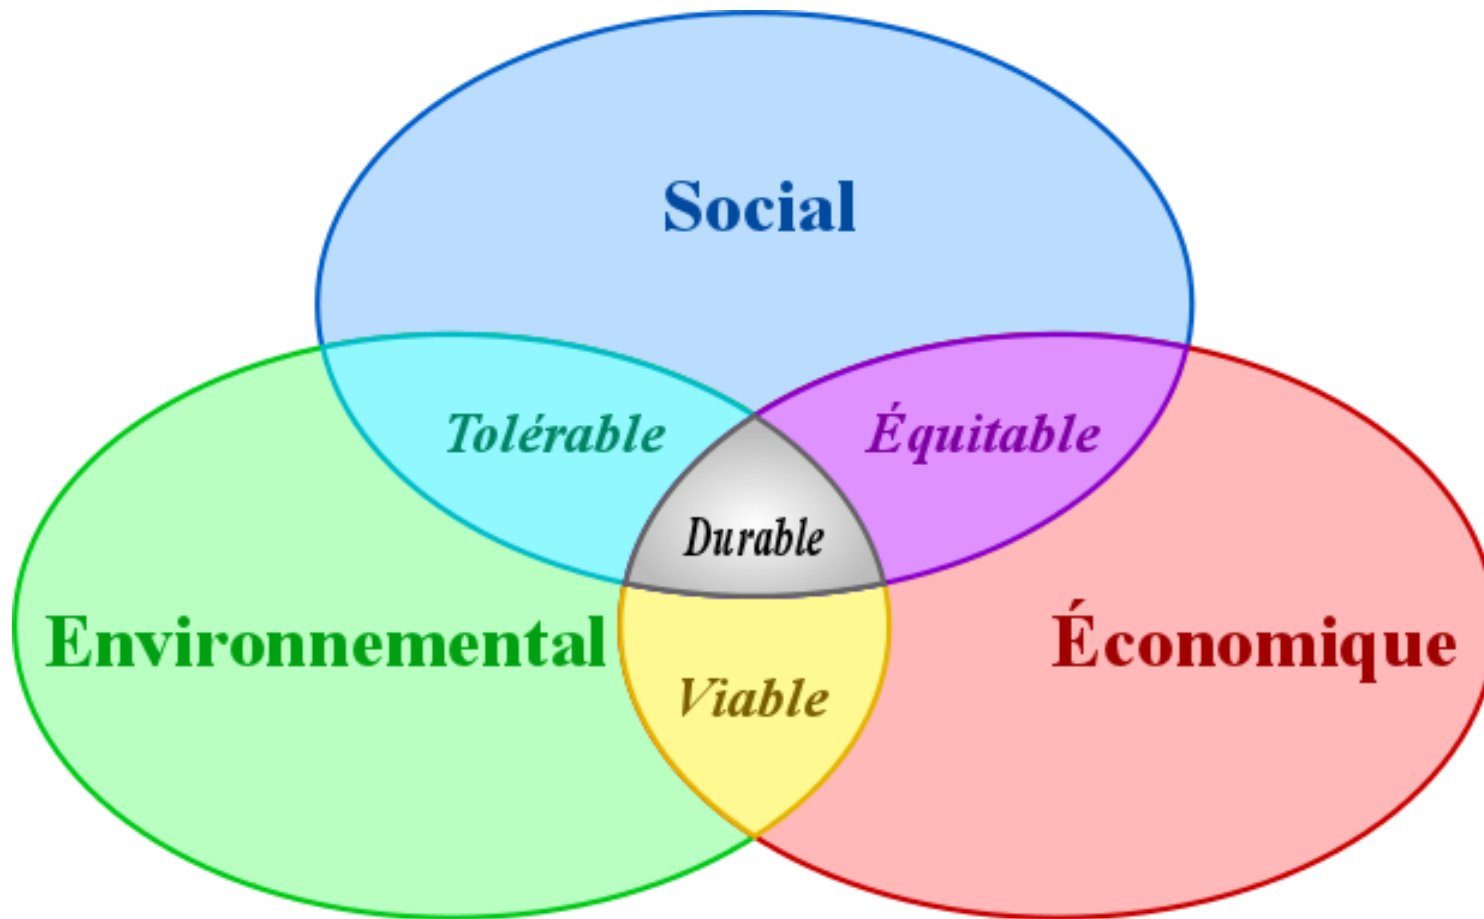 Social
Tolérable
Équitable
Durable
Environnemental
Économique
Viable